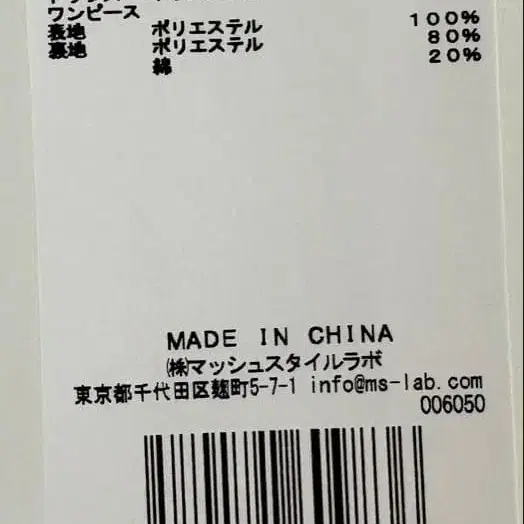 ワンピース
表地 ポリエステル 100%
裏地 ポリエステル 80%
綿 20%
MADE IN CHINA
㈱マッシュスタイルラボ
東京都千代田区麹町5-7-1 info@ms-lab.com
006050